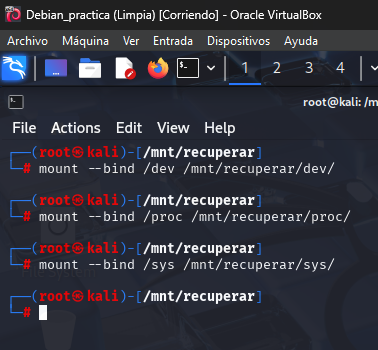 Debian_practica (Limpia) [Corriendo] - Oracle VirtualBox
Archivo Máquina Ver Entrada Dispositivos Ayuda
1 2 3 4
root@kali: /m
File Actions Edit View Help
┌──(root㉿kali)-[/mnt/recuperar]
└─# mount --bind /dev /mnt/recuperar/dev/
┌──(root㉿kali)-[/mnt/recuperar]
└─# mount --bind /proc /mnt/recuperar/proc/
┌──(root㉿kali)-[/mnt/recuperar]
└─# mount --bind /sys /mnt/recuperar/sys/
┌──(root㉿kali)-[/mnt/recuperar]
└─#